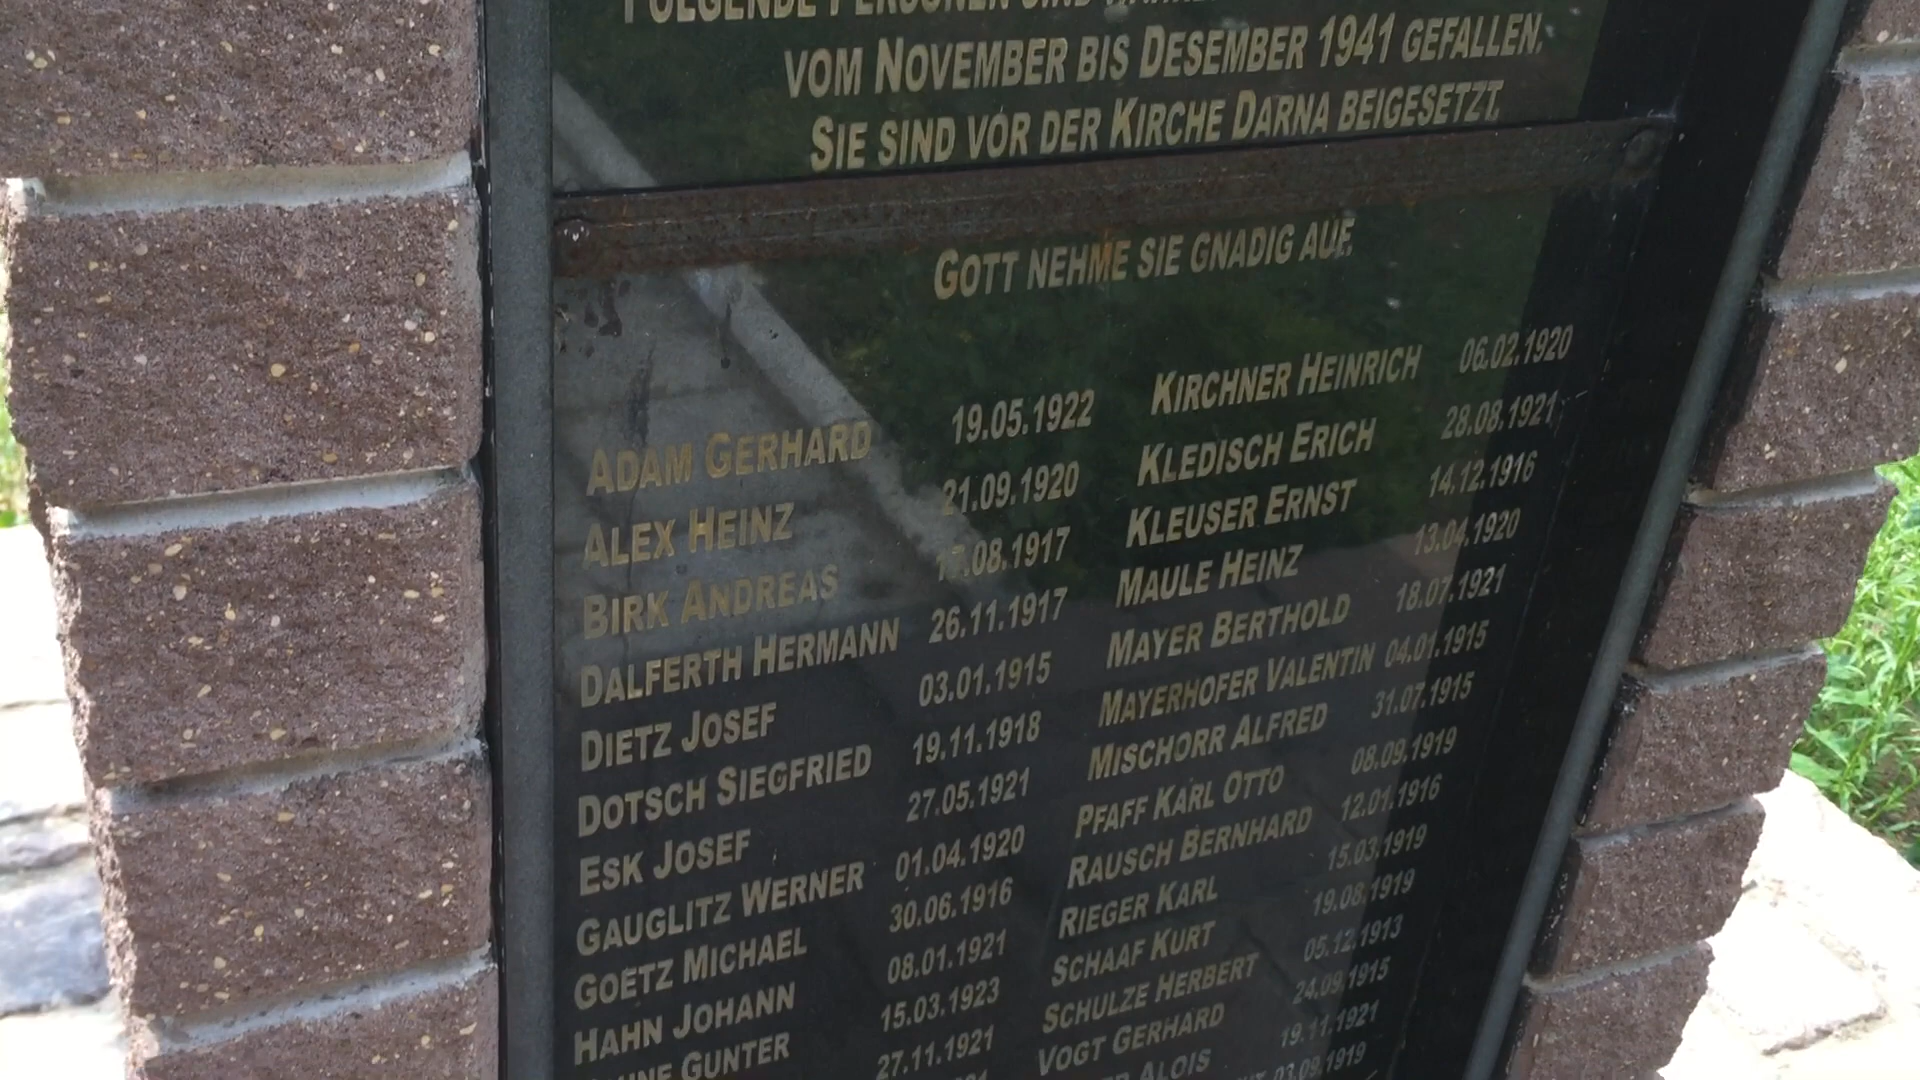 FOLGENDE PERSONEN SIND
VOM NOVEMBER BIS DESEMBER 1941 GEFALLEN.
SIE SIND VOR DER KIRCHE DARNA BEIGESETZT.
GOTT NEHME SIE GNADIG AUF.
ADAM GERHARD 19.05.1922 KIRCHNER HEINRICH 06.02.1920
ALEX HEINZ 21.09.1920 KLEDISCH ERICH 28.08.1921
BIRK ANDREAS 17.08.1917 KLEUSER ERNST 14.12.1916
DALFERTH HERMANN 26.11.1917 MAULE HEINZ 13.04.1920
DIETZ JOSEF 03.01.1915 MAYER BERTHOLD 18.07.1921
DOTSCH SIEGFRIED 19.11.1918 MAYERHOFER VALENTIN 04.01.1915
ESK JOSEF 27.05.1921 MISCHORR ALFRED 31.07.1915
GAUGLITZ WERNER 01.04.1920 PFAFF KARL OTTO 08.09.1919
GOETZ MICHAEL 30.06.1916 RAUSCH BERNHARD 12.01.1916
HAHN JOHANN 08.01.1921 RIEGER KARL 15.03.1919
GUNTER 15.03.1923 SCHAAF KURT 19.08.1919
27.11.1921 SCHULZE HERBERT 05.12.1913
VOGT GERHARD 24.09.1915
ALOIS 19.11.1921
03.09.1919